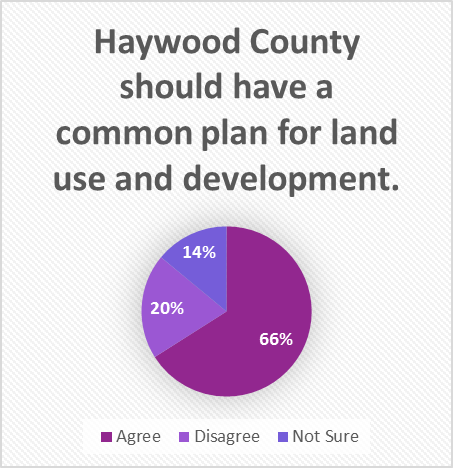 Haywood County
should have a
common plan for land
use and development.
14%
20%
66%
Agree Disagree Not Sure